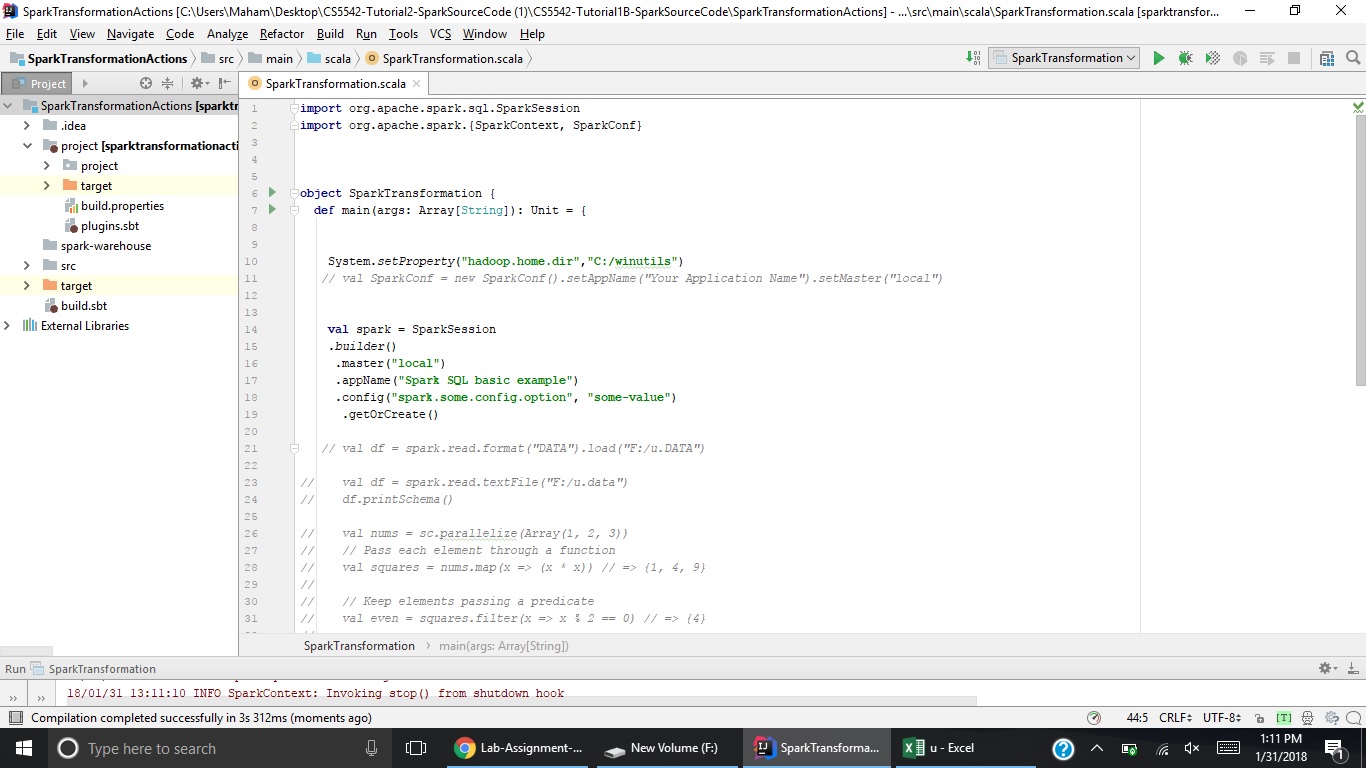 SparkTransformationActions [C:\Users\Maham\Desktop\CS5542-Tutorial2-SparkSourceCode (1)\CS5542-Tutorial1B-SparkSourceCode\SparkTransformationActions] - ...\src\main\scala\SparkTransformation.scala [sparktransfor...
File Edit View Navigate Code Analyze Refactor Build Run Tools VCS Window Help
SparkTransformationActions src main scala SparkTransformation.scala SparkTransformation
Project SparkTransformation.scala
SparkTransformationActions [sparktr
.idea
project [sparktransformationacti
project
target
build.properties
plugins.sbt
spark-warehouse
src
target
build.sbt
External Libraries
1 import org.apache.spark.sql.SparkSession
2 import org.apache.spark.{SparkContext, SparkConf}
3
4
5
6 object SparkTransformation {
7 def main(args: Array[String]): Unit = {
8
9
10 System.setProperty("hadoop.home.dir","C:/winutils")
11 // val SparkConf = new SparkConf().setAppName("Your Application Name").setMaster("local")
12
13
14 val spark = SparkSession
15 .builder()
16 .master("local")
17 .appName("Spark SQL basic example")
18 .config("spark.some.config.option", "some-value")
19 .getOrCreate()
20
21 // val df = spark.read.format("DATA").load("F:/u.DATA")
22
23 // val df = spark.read.textFile("F:/u.data")
24 // df.printSchema()
25
26 // val nums = sc.parallelize(Array(1, 2, 3))
27 // // Pass each element through a function
28 // val squares = nums.map(x => (x * x)) // => {1, 4, 9}
29 //
30 // // Keep elements passing a predicate
31 // val even = squares.filter(x => x % 2 == 0) // => {4}
SparkTransformation main(args: Array[String])
Run SparkTransformation
18/01/31 13:11:10 INFO SparkContext: Invoking stop() from shutdown hook
Compilation completed successfully in 3s 312ms (moments ago) 44:5 CRLF UTF-8 [T]
Type here to search Lab-Assignment-... New Volume (F:) SparkTransforma... u - Excel 1:11 PM
1/31/2018 1